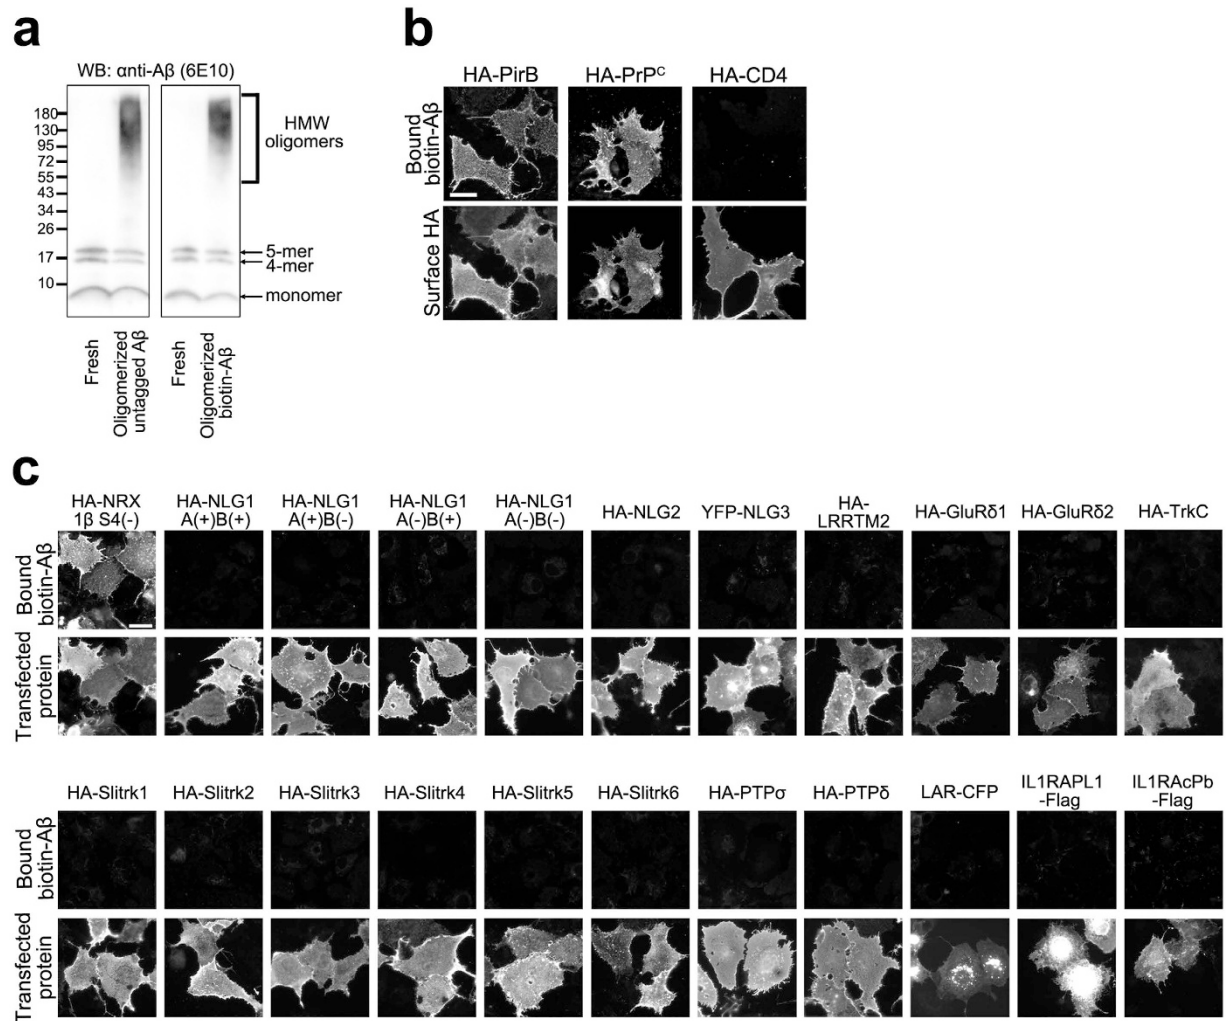 a
WB: αnti-Aβ (6E10)
180
130
95
72
55
43
34
26
17
10
HMW
oligomers
5-mer
4-mer
monomer
Fresh
Oligomerized
untagged Aβ
Fresh
Oligomerized
biotin-Aβ
b
HA-PirB
HA-PrPᶜ
HA-CD4
Bound
biotin-Aβ
Surface HA
c
HA-NRX
1β S4(-)
HA-NLG1
A(+)B(+)
HA-NLG1
A(+)B(-)
HA-NLG1
A(-)B(+)
HA-NLG1
A(-)B(-)
HA-NLG2
YFP-NLG3
HA-
LRRTM2
HA-GluRδ1
HA-GluRδ2
HA-TrkC
Bound
biotin-Aβ
Transfected
protein
HA-Slitrk1
HA-Slitrk2
HA-Slitrk3
HA-Slitrk4
HA-Slitrk5
HA-Slitrk6
HA-PTPσ
HA-PTPδ
LAR-CFP
IL1RAPL1
-Flag
IL1RAcPb
-Flag
Bound
biotin-Aβ
Transfected
protein